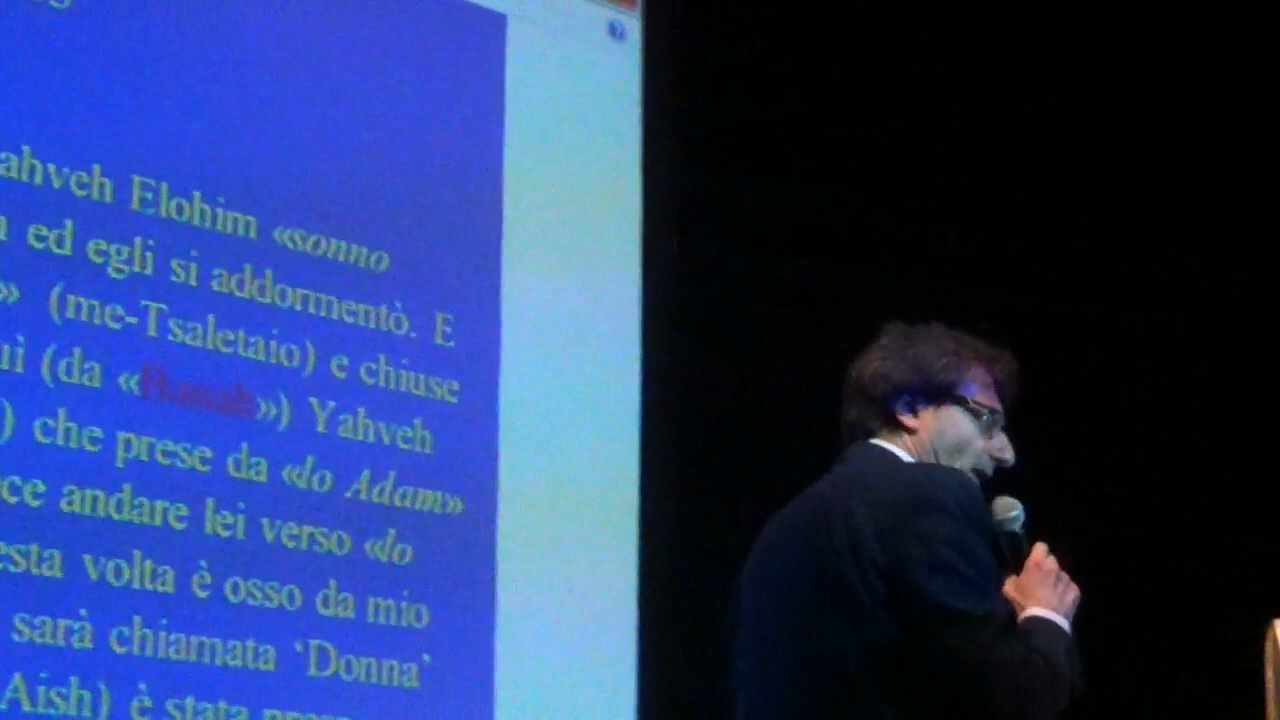 ahveh Elohim «sonno
ed egli si addormentò. E
» (me-Tsaletaio) e chiuse
uì (da « ») Yahveh
) che prese da «do Adam»
ce andare lei verso «do
esta volta è osso da mio
sarà chiamata ‘Donna’
Aish) è stata